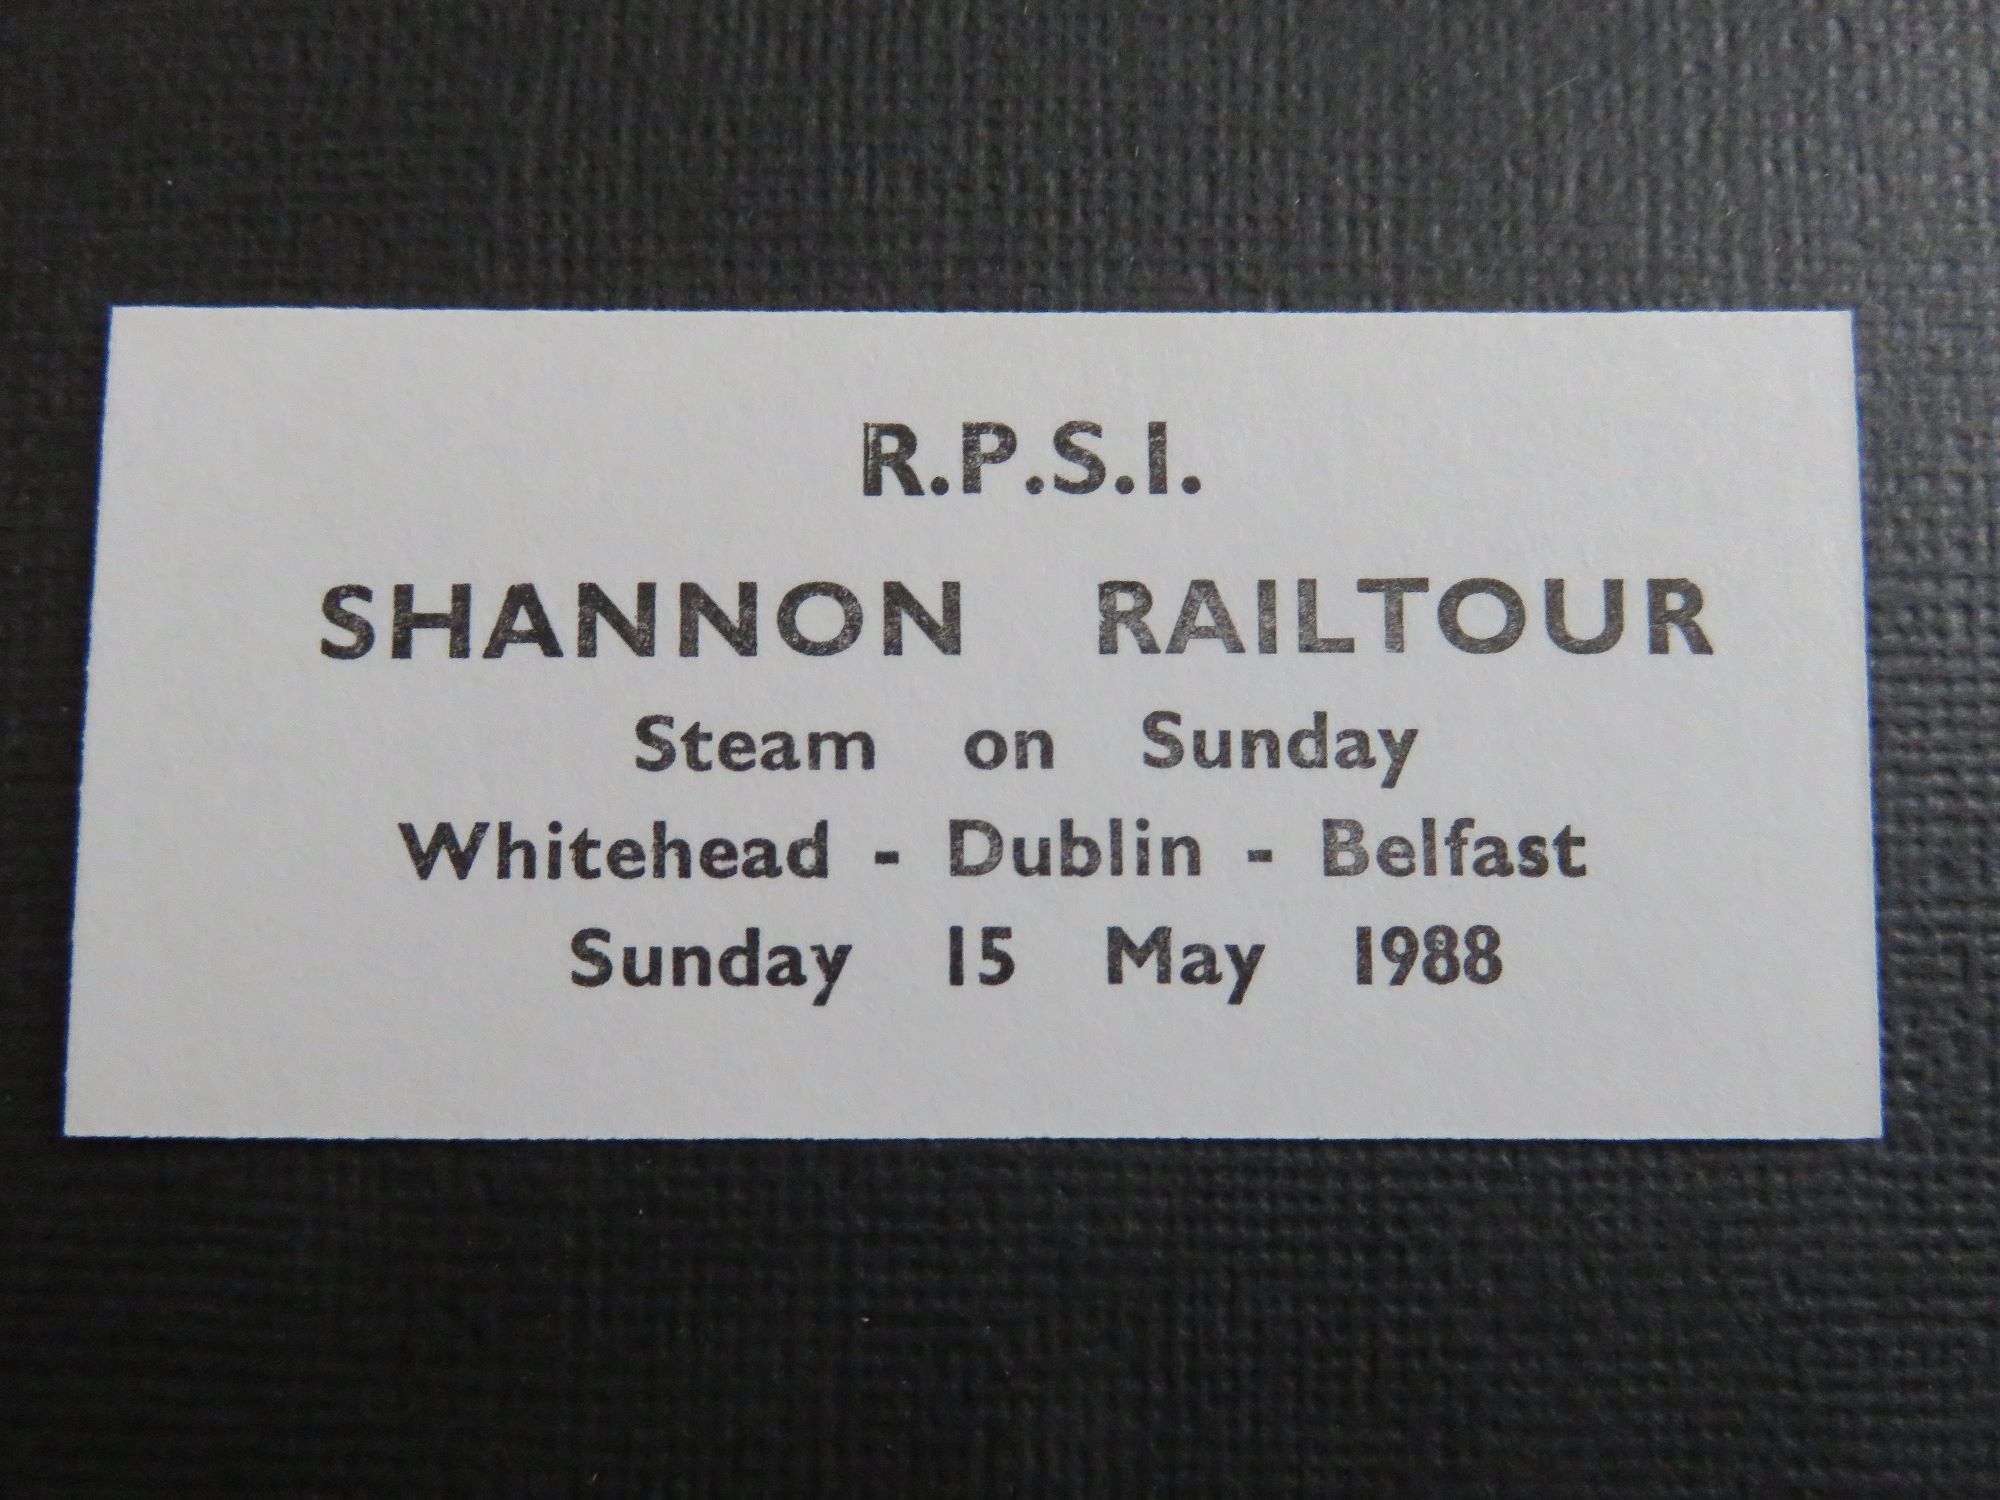 R.P.S.I.
SHANNON RAILTOUR
Steam on Sunday
Whitehead - Dublin - Belfast
Sunday 15 May 1988